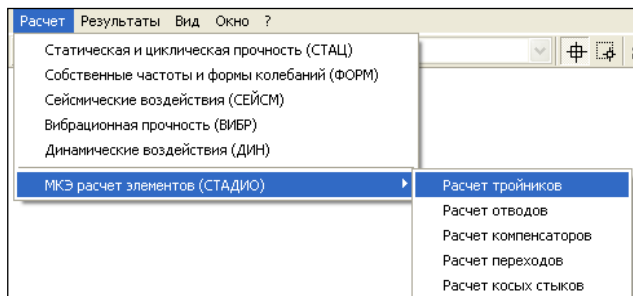 Расчет Результаты Вид Окно ?
Статическая и циклическая прочность (СТАЦ)
Собственные частоты и формы колебаний (ФОРМ)
Сейсмические воздействия (СЕЙСМ)
Вибрационная прочность (ВИБР)
Динамические воздействия (ДИН)
МКЭ расчет элементов (СТАДИО)
Расчет тройников
Расчет отводов
Расчет компенсаторов
Расчет переходов
Расчет косых стыков